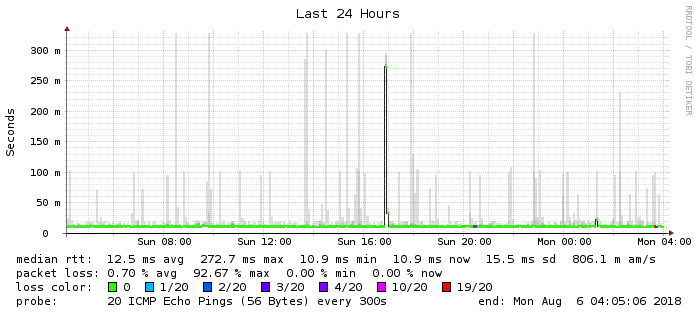 Last 24 Hours
RRDTOOL / TOBI OETIKER
Seconds
300 m
250 m
200 m
150 m
100 m
50 m
0
Sun 08:00 Sun 12:00 Sun 16:00 Sun 20:00 Mon 00:00 Mon 04:00
median rtt: 12.5 ms avg 272.7 ms max 10.9 ms min 10.9 ms now 15.5 ms sd 806.1 m am/s
packet loss: 0.70 % avg 92.67 % max 0.00 % min 0.00 % now
loss color: 0 1/20 2/20 3/20 4/20 10/20 19/20
probe: 20 ICMP Echo Pings (56 Bytes) every 300s end: Mon Aug 6 04:05:06 2018